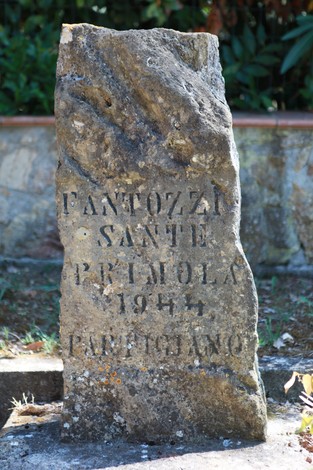 FANTOZZI
SANTE
PRIMOLA
1944
PARTIGIANO